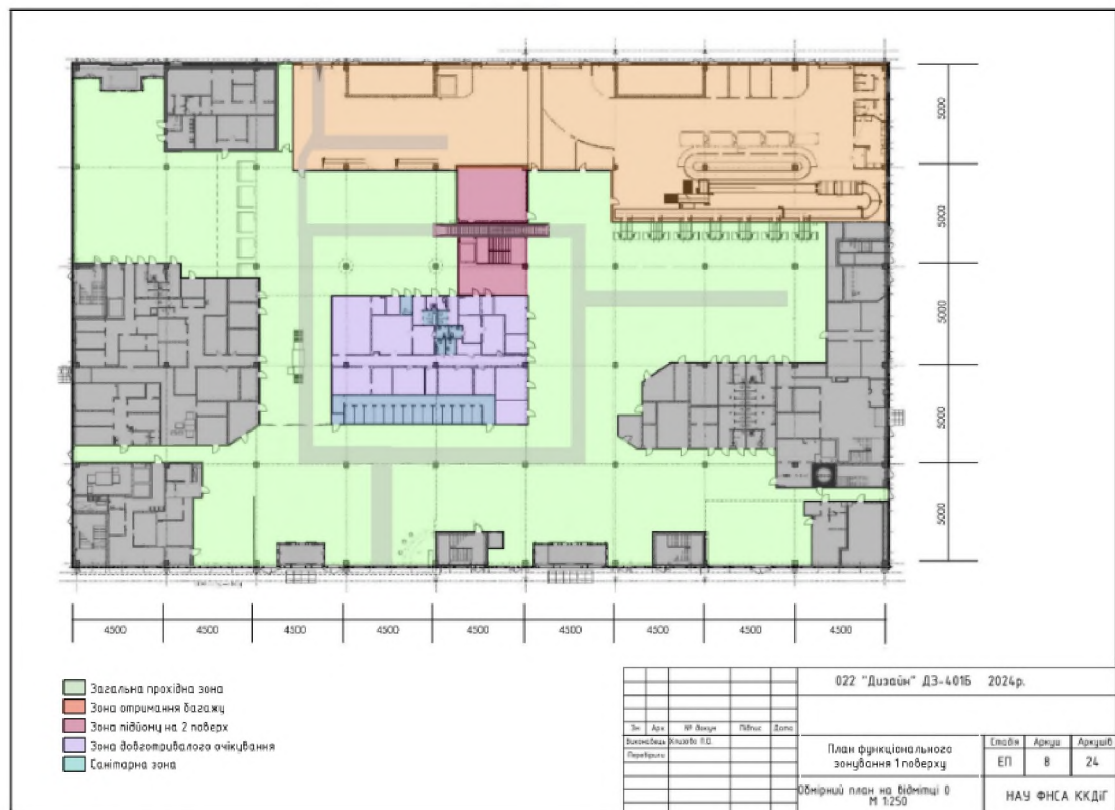 5000
5000
5000
5000
5000
4500
4500
4500
4500
4500
4500
4500
4500
4500
Загальна прохідна зона
Зона отримання багажу
Зона підйому на 2 поверх
Зона довготривалого очікування
Санітарна зона
022 "Дизайн" ДЗ-401Б 2024р.
Зм Арк № докум Підпис Дата
Виконавець
Перевірили
План функціонального
зонування 1 поверху
Стадія Аркуш Аркушів
ЕП 8 24
Обмірний план на відмітці 0
М 1:250
НАУ ФНСА ККДіГ